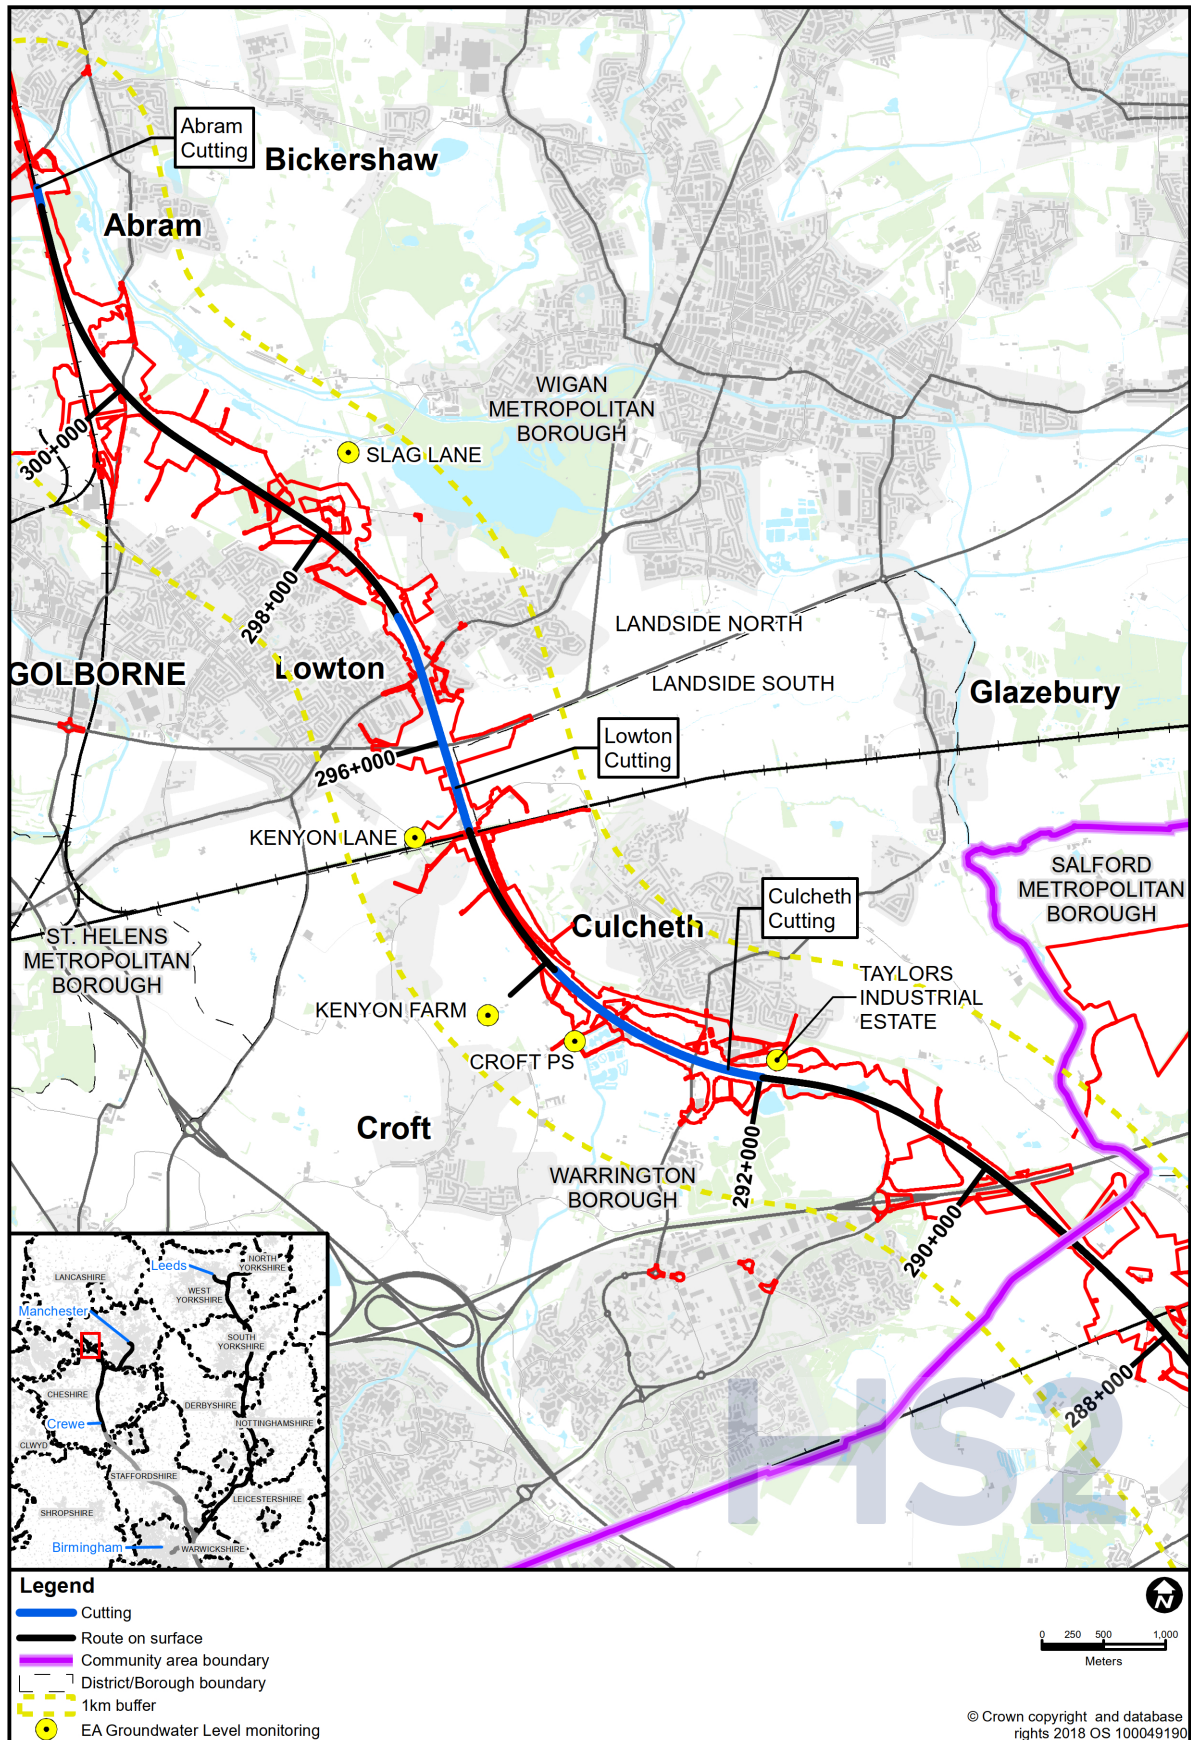 Abram
Cutting
Bickershaw
Abram
WIGAN
METROPOLITAN
BOROUGH
300+000
SLAG LANE
298+000
LANDSIDE NORTH
GOLBORNE
Lowton
LANDSIDE SOUTH
Glazebury
Lowton
Cutting
296+000
KENYON LANE
SALFORD
METROPOLITAN
BOROUGH
Culcheth
Cutting
Culcheth
ST. HELENS
METROPOLITAN
BOROUGH
TAYLORS
INDUSTRIAL
ESTATE
KENYON FARM
CROFT PS
Croft
WARRINGTON
BOROUGH
292+000
290+000
288+000
HS2
Leeds
NORTH
YORKSHIRE
LANCASHIRE
WEST
YORKSHIRE
Manchester
SOUTH
YORKSHIRE
CHESHIRE
DERBYSHIRE
Crewe
NOTTINGHAMSHIRE
CLWYD
STAFFORDSHIRE
LEICESTERSHIRE
SHROPSHIRE
Birmingham
WARWICKSHIRE
Legend
Cutting
Route on surface
Community area boundary
District/Borough boundary
1km buffer
EA Groundwater Level monitoring
N
0 250 500 1,000
Meters
© Crown copyright and database
rights 2018 OS 100049190